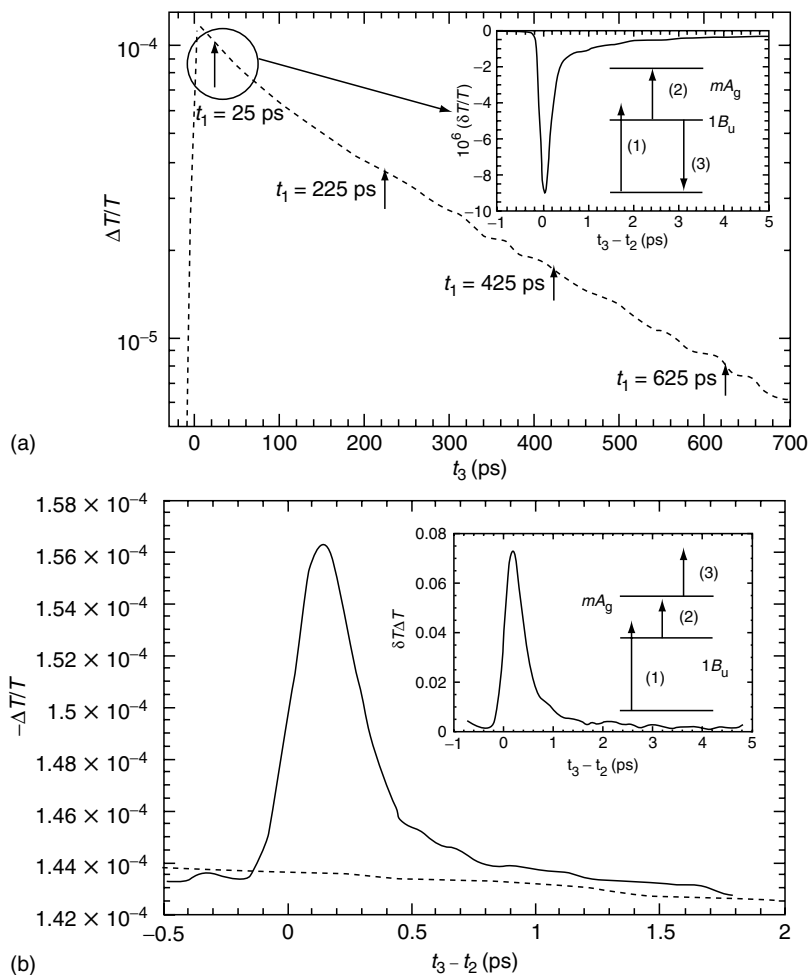 10⁻⁴
10⁻⁵
ΔT/T
t₁ = 25 ps
t₁ = 225 ps
t₁ = 425 ps
t₁ = 625 ps
0 100 200 300 400 500 600 700
t₃ (ps)
(a)
0
−2
−4
−6
−8
−10
10⁶ (δT/T)
−1 0 1 2 3 4 5
t₃ − t₂ (ps)
(1)
(2)
(3)
mA_g
1B_u
1.58 × 10⁻⁴
1.56 × 10⁻⁴
1.54 × 10⁻⁴
1.52 × 10⁻⁴
1.5 × 10⁻⁴
1.48 × 10⁻⁴
1.46 × 10⁻⁴
1.44 × 10⁻⁴
1.42 × 10⁻⁴
−ΔT/T
−0.5 0 0.5 1 1.5 2
t₃ − t₂ (ps)
(b)
0.08
0.06
0.04
0.02
0
δTΔT
−1 0 1 2 3 4 5
t₃ − t₂ (ps)
(3)
mA_g
(2)
1B_u
(1)